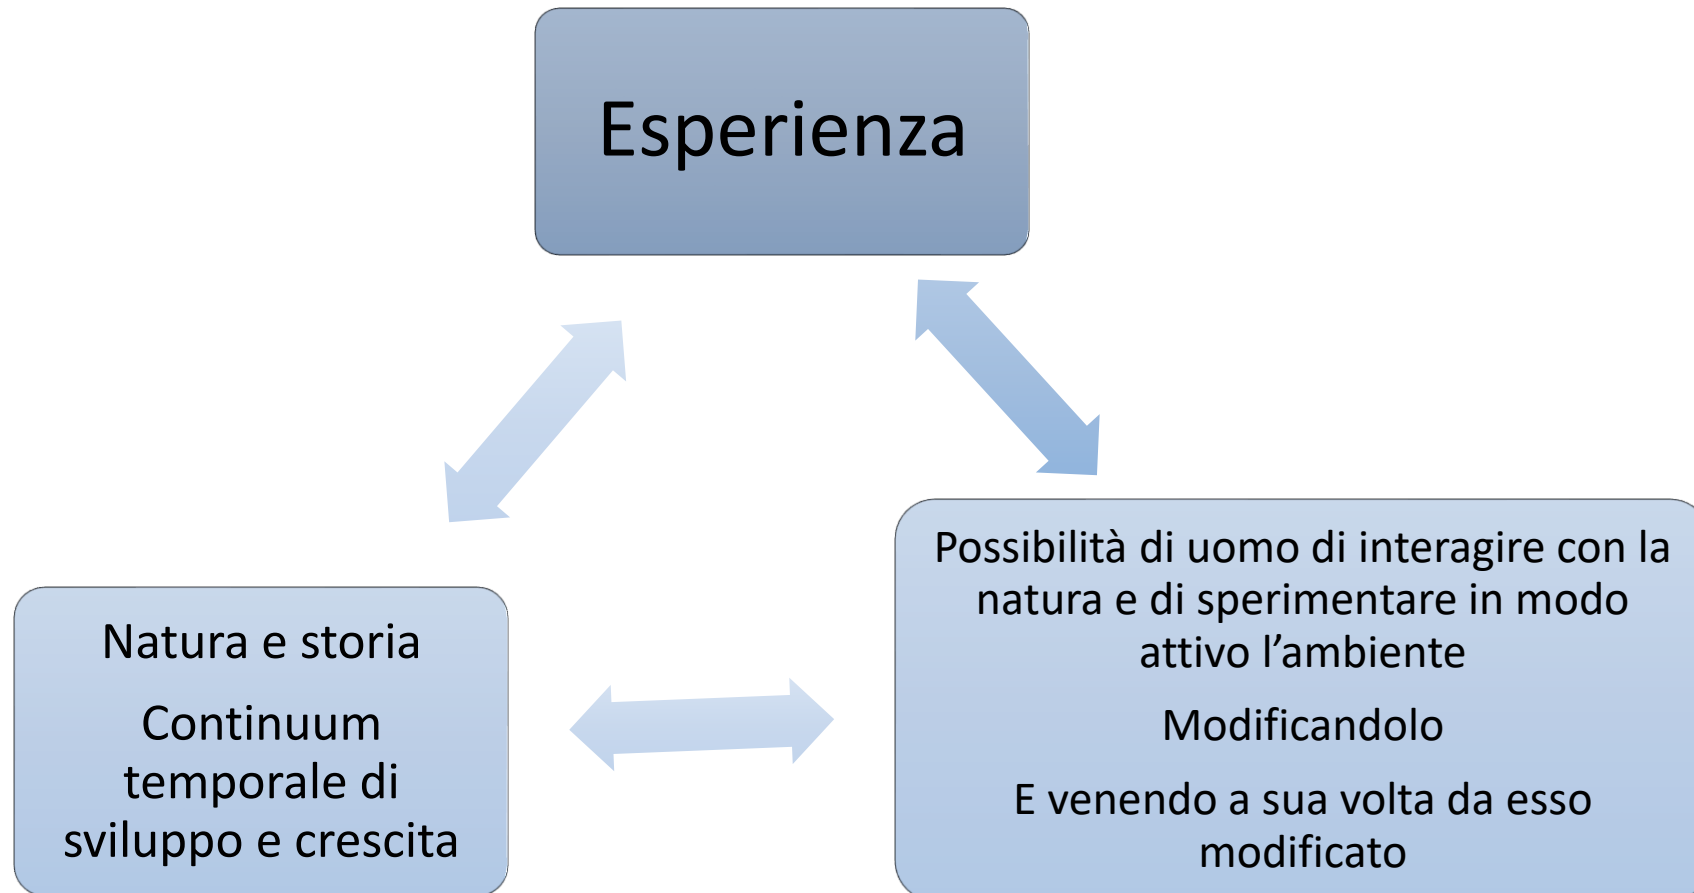 Esperienza
Natura e storia
Continuum
temporale di
sviluppo e crescita
Possibilità di uomo di interagire con la
natura e di sperimentare in modo
attivo l’ambiente
Modificandolo
E venendo a sua volta da esso
modificato